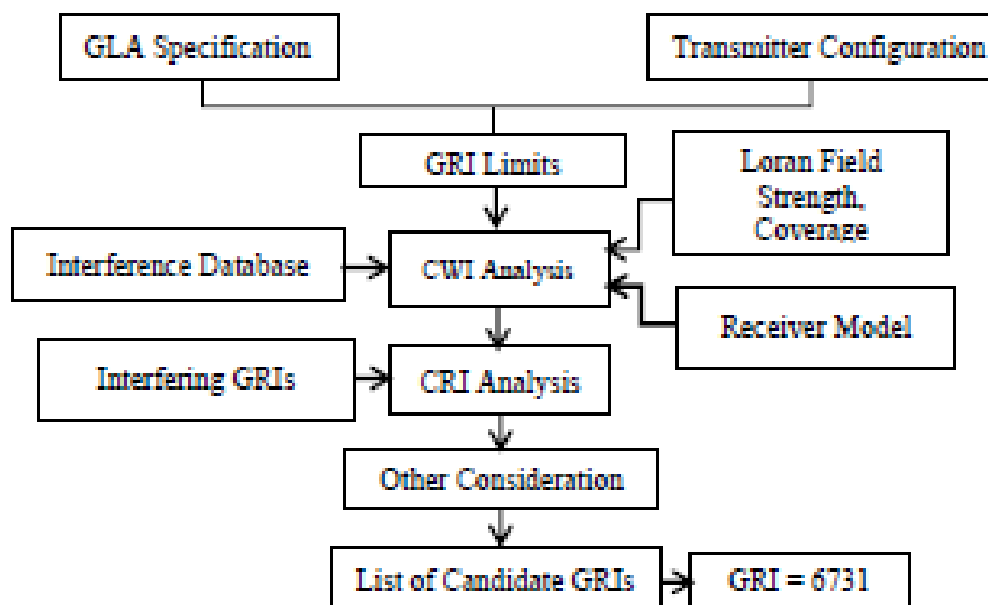 GLA Specification
Transmitter Configuration
GRI Limits
Loran Field
Strength,
Coverage
Interference Database
CWI Analysis
Receiver Model
Interfering GRIs
CRI Analysis
Other Consideration
List of Candidate GRIs
GRI = 6731